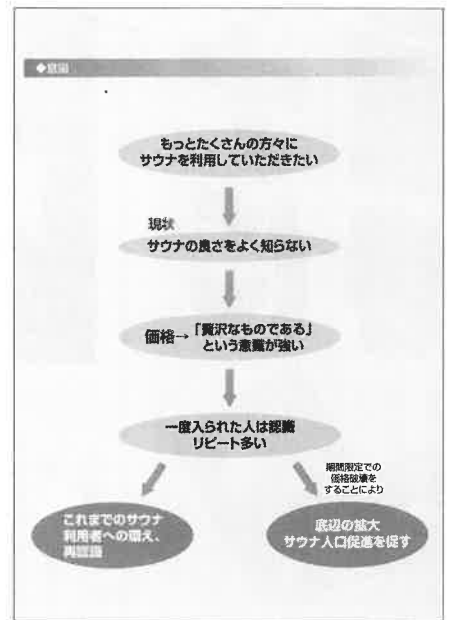 ◆意図
もっとたくさんの方々に
サウナを利用していただきたい
現状
サウナの良さをよく知らない
価格→「贅沢なものである」
という意識が強い
一度入られた人は認識
リピート多い
期間限定での
価格破壊を
することにより
これまでのサウナ
利用者への
再認識
底辺の拡大
サウナ人口促進を促す